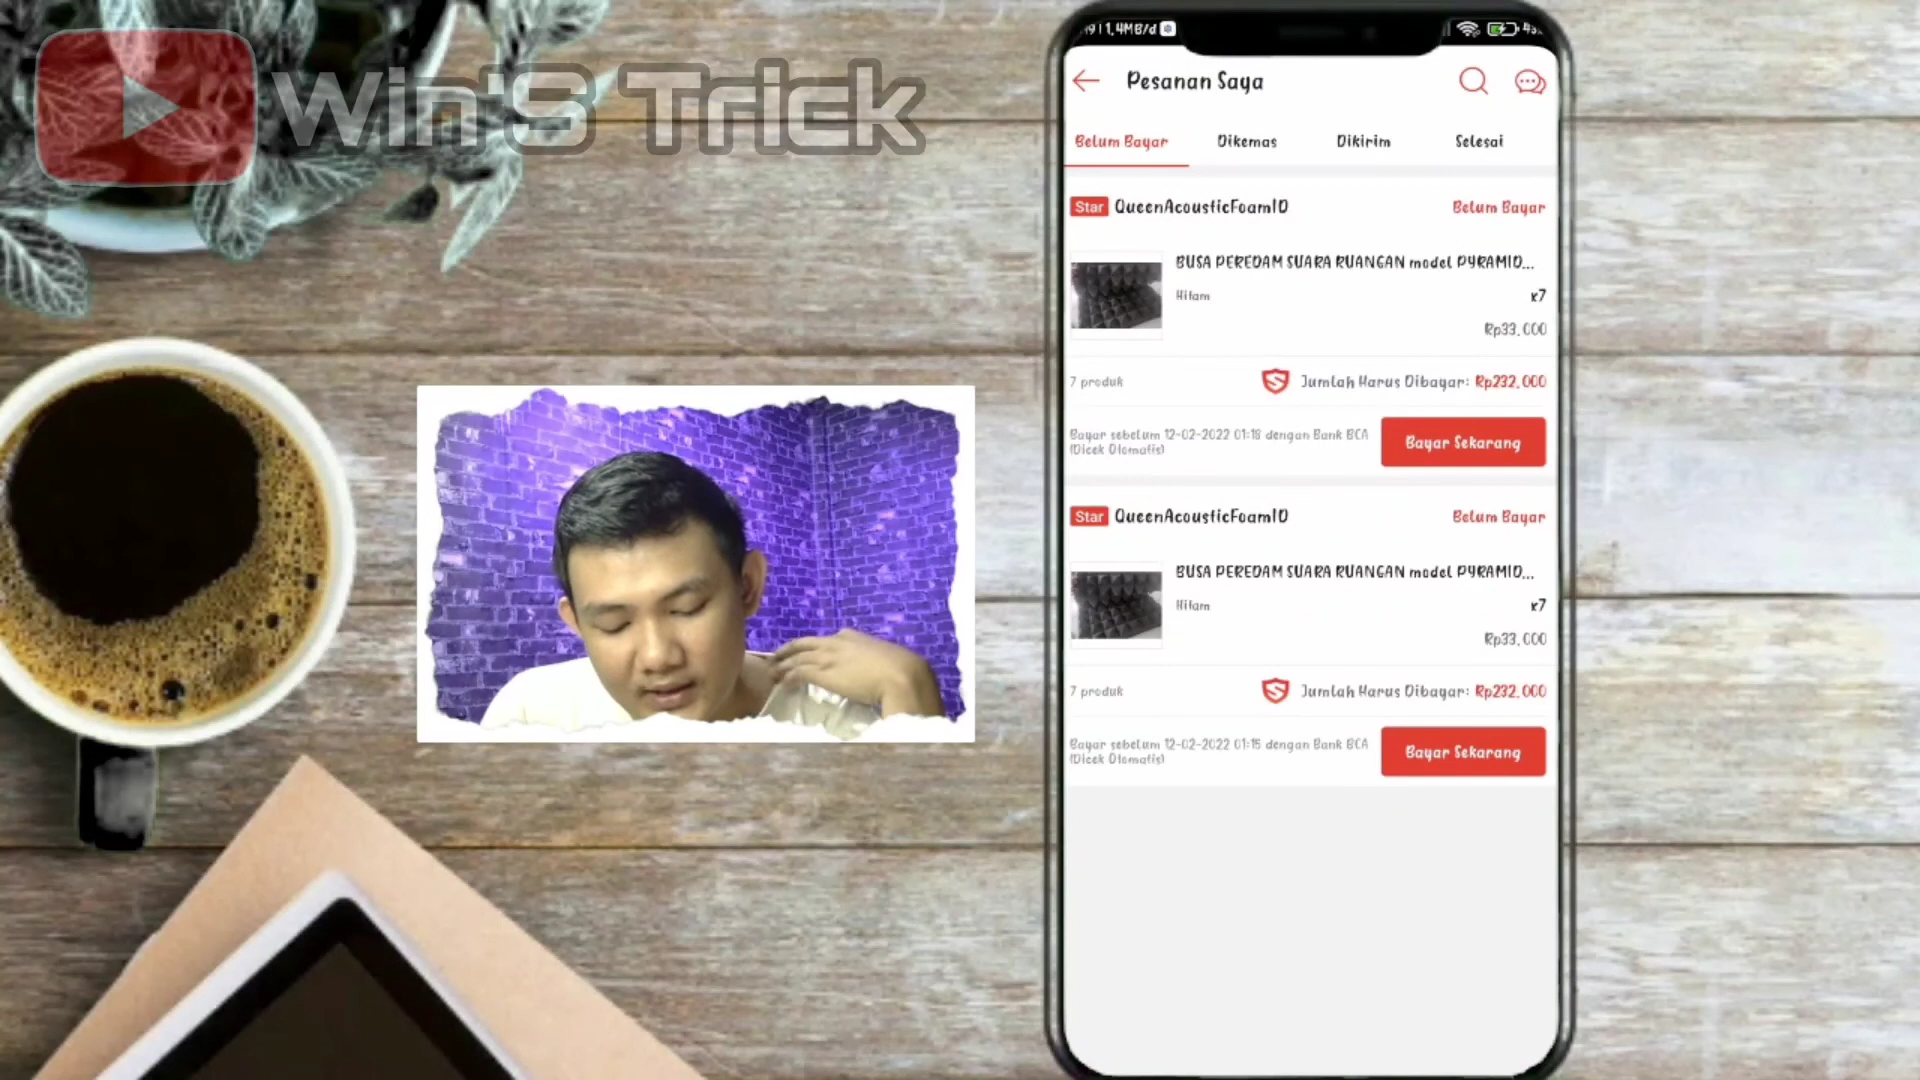 Win'S Trick
1.4MB/d
Pesanan Saya
Belum Bayar
Dikemas
Dikirim
Selesai
Star QueenAcousticFoamID
Belum Bayar
BUSA PEREDAM SUARA RUANGAN model PYRAMID...
Hitam
x7
Rp33.000
7 produk
Jumlah Harus Dibayar: Rp232.000
Bayar sebelum 12-02-2022 01:18 dengan Bank BCA
(Dicek Otomatis)
Bayar Sekarang
Star QueenAcousticFoamID
Belum Bayar
BUSA PEREDAM SUARA RUANGAN model PYRAMID...
Hitam
x7
Rp33.000
7 produk
Jumlah Harus Dibayar: Rp232.000
Bayar sebelum 12-02-2022 01:15 dengan Bank BCA
(Dicek Otomatis)
Bayar Sekarang